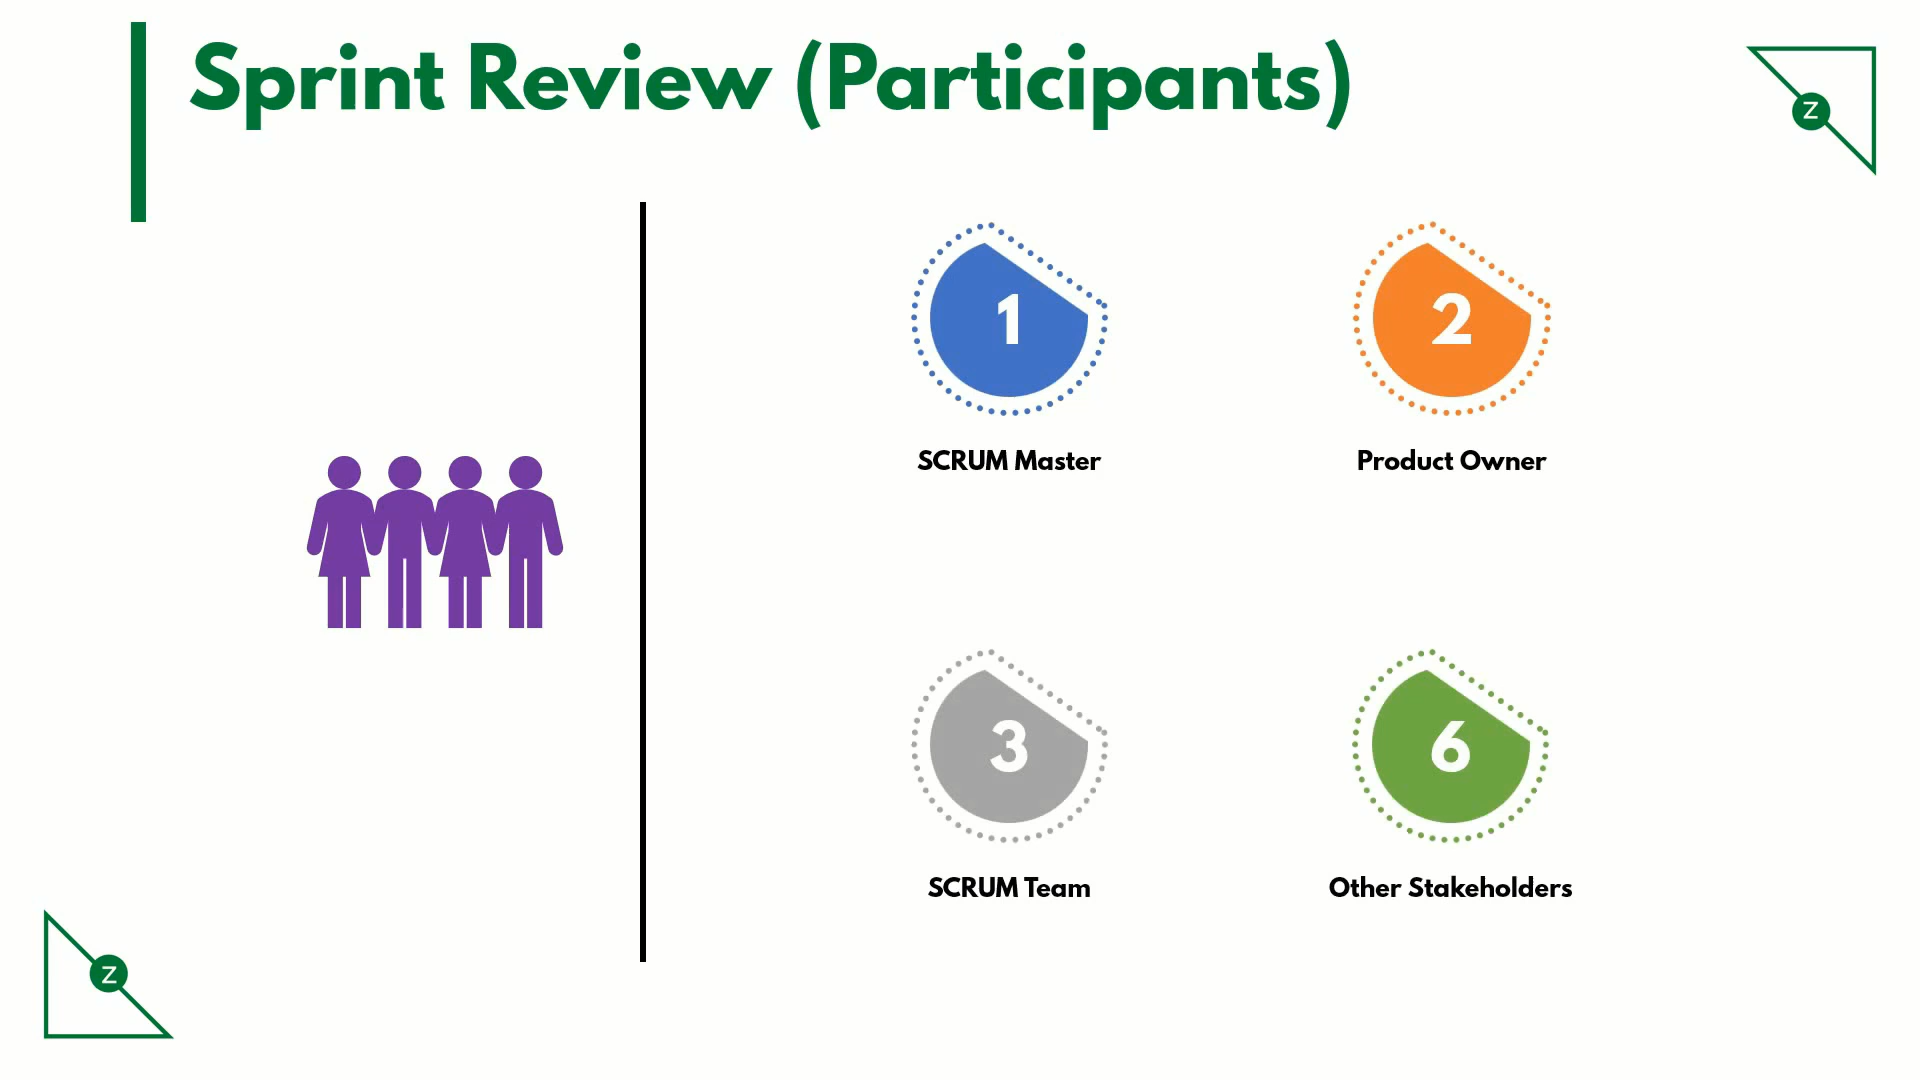 Sprint Review (Participants)
Z
1
2
SCRUM Master
Product Owner
3
6
SCRUM Team
Other Stakeholders
Z